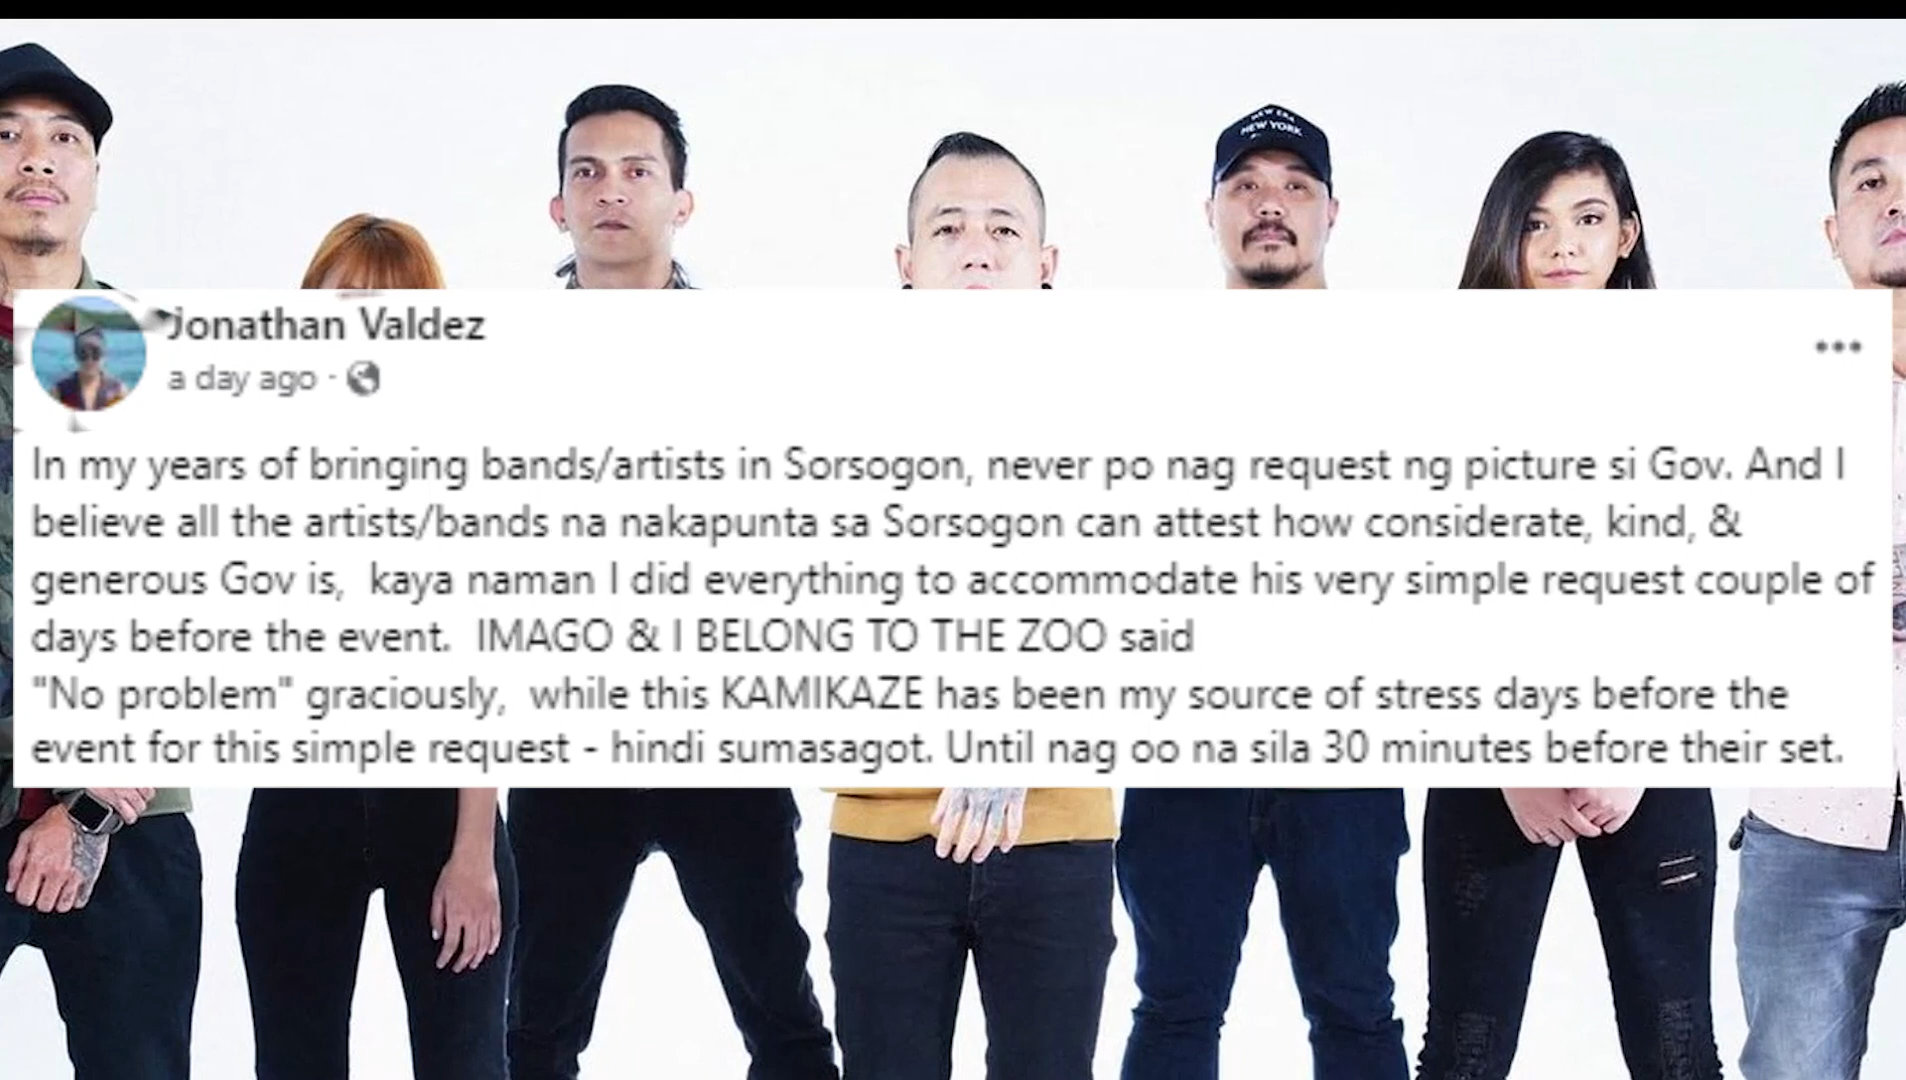 NEW ERA
NEW YORK
Jonathan Valdez
a day ago ·
In my years of bringing bands/artists in Sorsogon, never po nag request ng picture si Gov. And I
believe all the artists/bands na nakapunta sa Sorsogon can attest how considerate, kind, &
generous Gov is,  kaya naman I did everything to accommodate his very simple request couple of
days before the event.  IMAGO & I BELONG TO THE ZOO said
"No problem" graciously,  while this KAMIKAZE has been my source of stress days before the
event for this simple request - hindi sumasagot. Until nag oo na sila 30 minutes before their set.